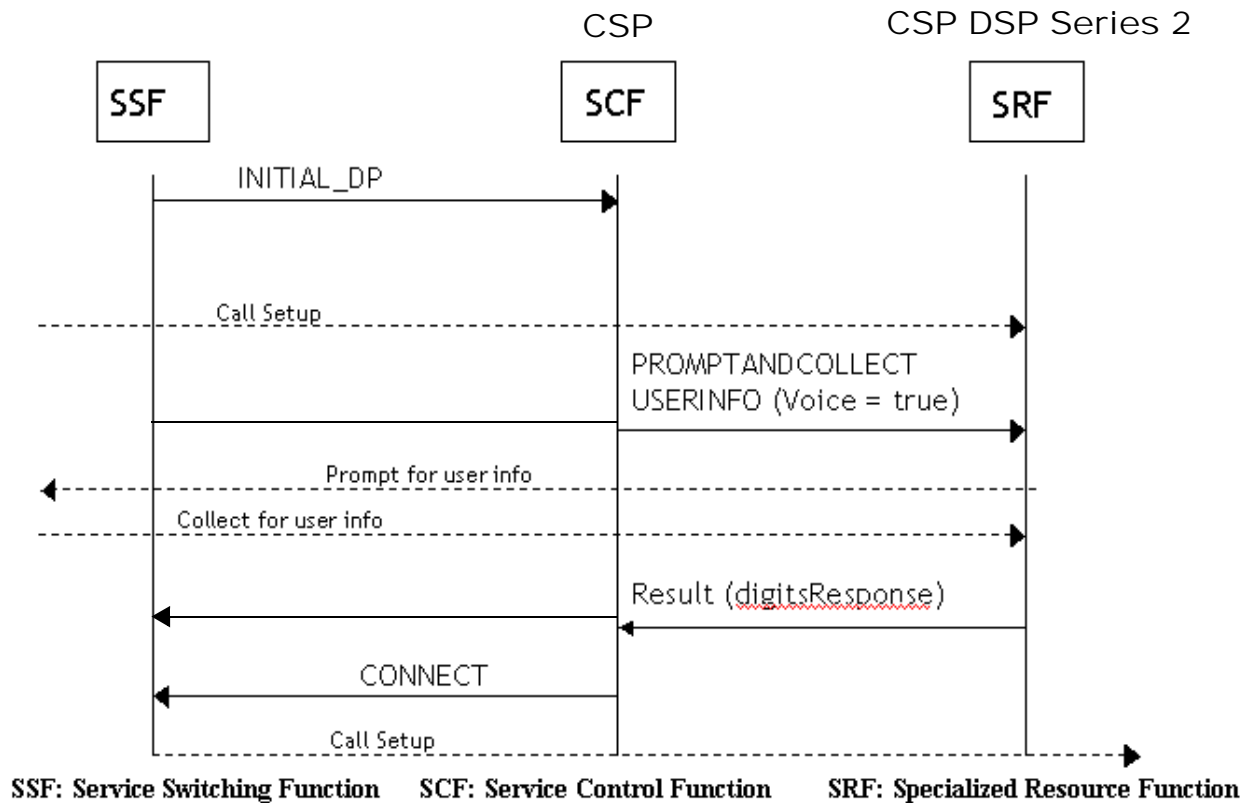 CSP
CSP DSP Series 2
SSF
SCF
SRF
INITIAL_DP
Call Setup
PROMPTANDCOLLECT
USERINFO (Voice = true)
Prompt for user info
Collect for user info
Result (digitsResponse)
CONNECT
Call Setup
SSF: Service Switching Function
SCF: Service Control Function
SRF: Specialized Resource Function